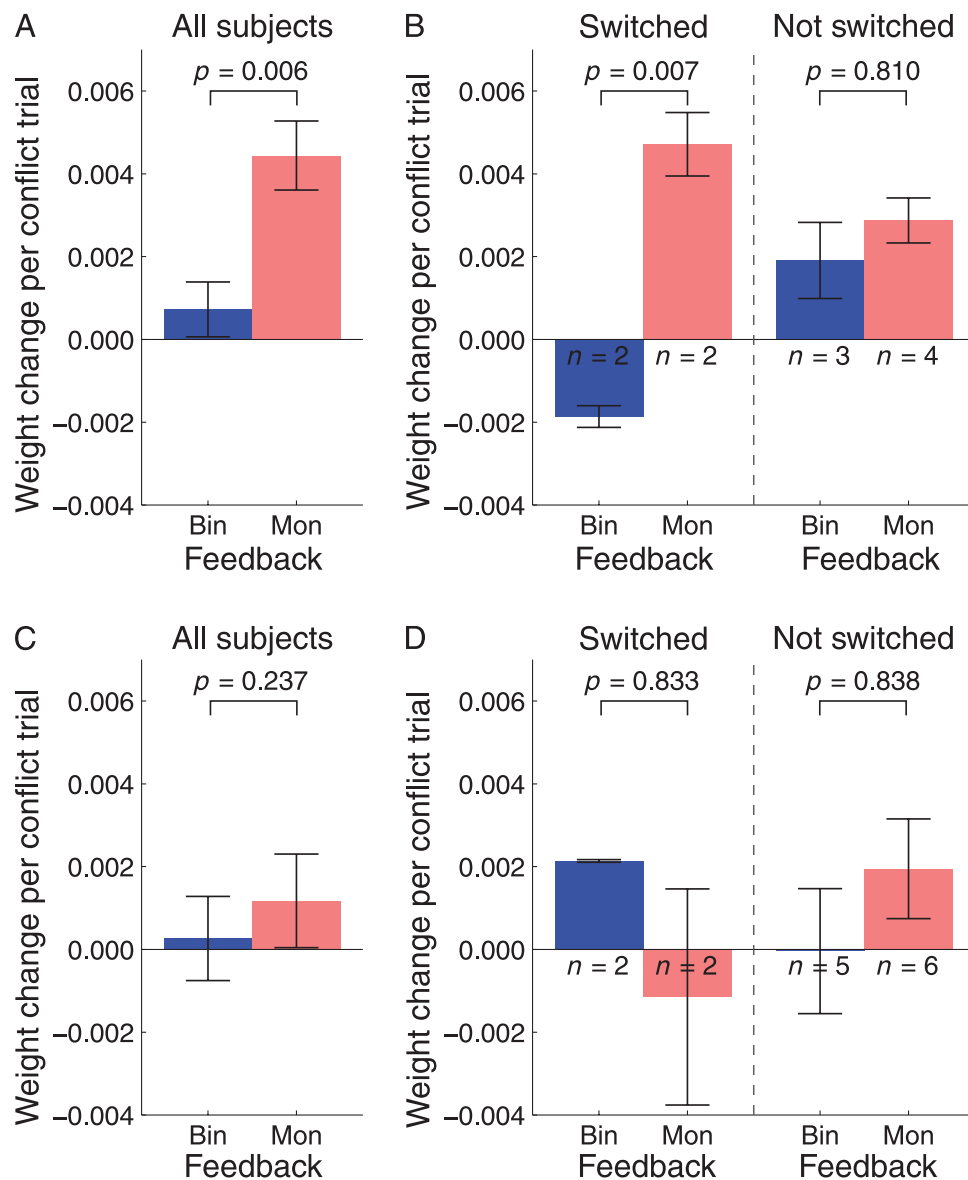 A
All subjects
p = 0.006
Weight change per conflict trial
0.006
0.004
0.002
0.000
−0.002
−0.004
Bin Mon
Feedback
B
Switched Not switched
p = 0.007 p = 0.810
Weight change per conflict trial
0.006
0.004
0.002
0.000
−0.002
−0.004
n = 2 n = 2 n = 3 n = 4
Bin Mon Bin Mon
Feedback Feedback
C
All subjects
p = 0.237
Weight change per conflict trial
0.006
0.004
0.002
0.000
−0.002
−0.004
Bin Mon
Feedback
D
Switched Not switched
p = 0.833 p = 0.838
Weight change per conflict trial
0.006
0.004
0.002
0.000
−0.002
−0.004
n = 2 n = 2 n = 5 n = 6
Bin Mon Bin Mon
Feedback Feedback